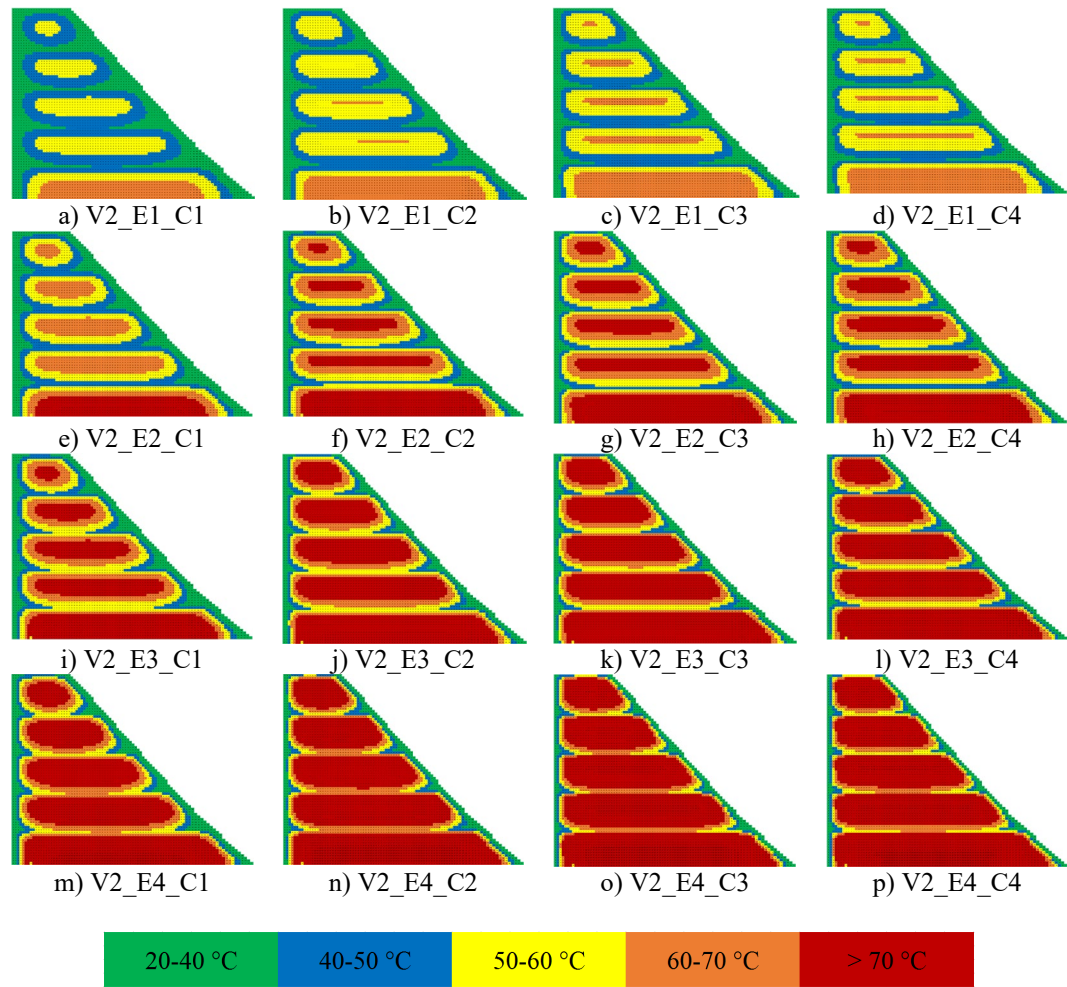 a) V2_E1_C1 b) V2_E1_C2 c) V2_E1_C3 d) V2_E1_C4
e) V2_E2_C1 f) V2_E2_C2 g) V2_E2_C3 h) V2_E2_C4
i) V2_E3_C1 j) V2_E3_C2 k) V2_E3_C3 l) V2_E3_C4
m) V2_E4_C1 n) V2_E4_C2 o) V2_E4_C3 p) V2_E4_C4
20-40 °C 40-50 °C 50-60 °C 60-70 °C > 70 °C